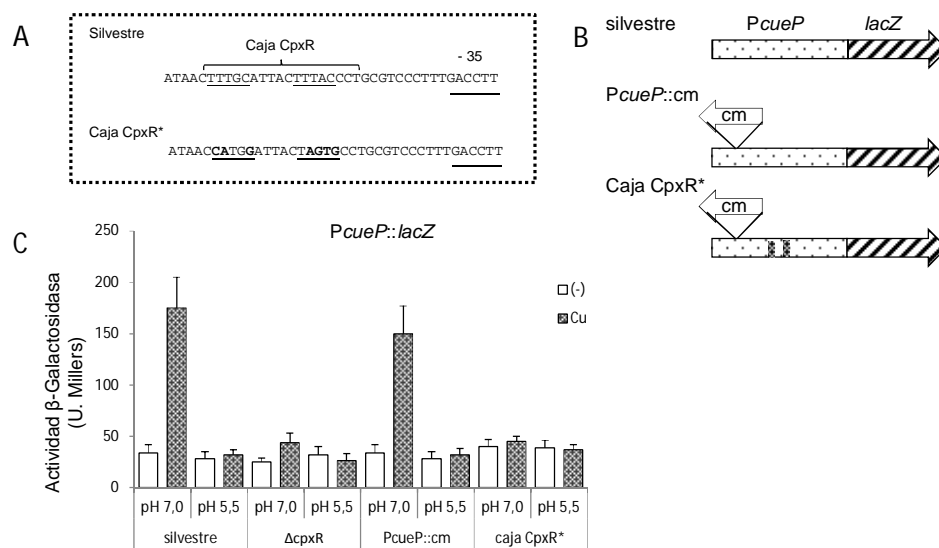 A
Silvestre
Caja CpxR
- 35
ATAACTTTGCATTACTTTACCCTGCGTCCCTTTGACCTT
Caja CpxR*
ATAACCATGGATTACTAGTGCCTGCGTCCCTTTGACCTT
B
silvestre
PcueP
lacZ
PcueP::cm
cm
Caja CpxR*
cm
C
PcueP::lacZ
Actividad β-Galactosidasa
(U. Millers)
250
200
150
100
50
0
(-)
Cu
pH 7,0 pH 5,5 pH 7,0 pH 5,5 pH 7,0 pH 5,5 pH 7,0 pH 5,5
silvestre ΔcpxR PcueP::cm caja CpxR*